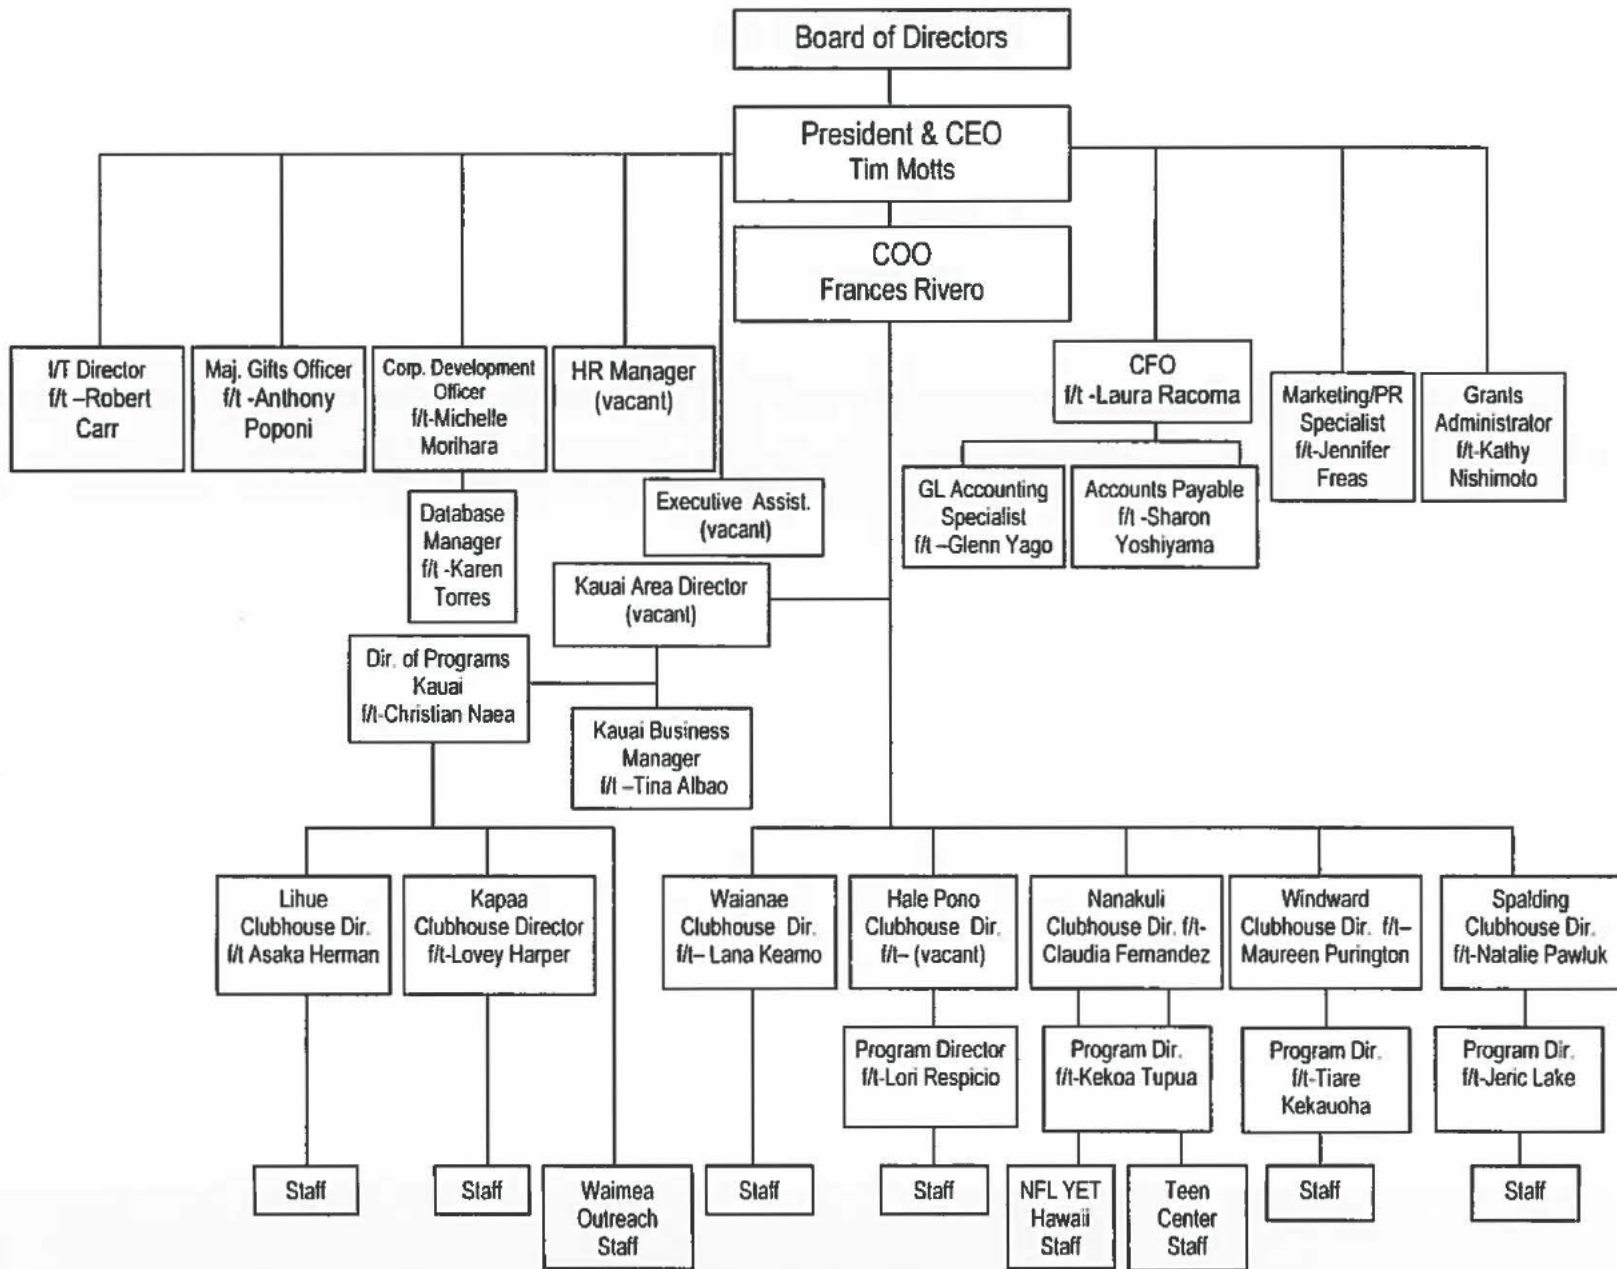 Board of Directors
President & CEO
Tim Motts
COO
Frances Rivero
I/T Director
f/t –Robert
Carr
Maj. Gifts Officer
f/t -Anthony
Poponi
Corp. Development
Officer
f/t-Michelle
Morihara
HR Manager
(vacant)
CFO
f/t -Laura Racoma
Marketing/PR
Specialist
f/t-Jennifer
Freas
Grants
Administrator
f/t-Kathy
Nishimoto
Database
Manager
f/t -Karen
Torres
Executive Assist.
(vacant)
GL Accounting
Specialist
f/t –Glenn Yago
Accounts Payable
f/t -Sharon
Yoshiyama
Kauai Area Director
(vacant)
Dir. of Programs
Kauai
f/t-Christian Naea
Kauai Business
Manager
f/t –Tina Albao
Lihue
Clubhouse Dir.
f/t Asaka Herman
Kapaa
Clubhouse Director
f/t-Lovey Harper
Waianae
Clubhouse Dir.
f/t– Lana Keamo
Hale Pono
Clubhouse Dir.
f/t– (vacant)
Nanakuli
Clubhouse Dir. f/t-
Claudia Fernandez
Windward
Clubhouse Dir. f/t–
Maureen Purington
Spalding
Clubhouse Dir.
f/t-Natalie Pawluk
Program Director
f/t-Lori Respicio
Program Dir.
f/t-Kekoa Tupua
Program Dir.
f/t-Tiare
Kekauoha
Program Dir.
f/t-Jeric Lake
Staff
Staff
Waimea
Outreach
Staff
Staff
Staff
NFL YET
Hawaii
Staff
Teen
Center
Staff
Staff
Staff